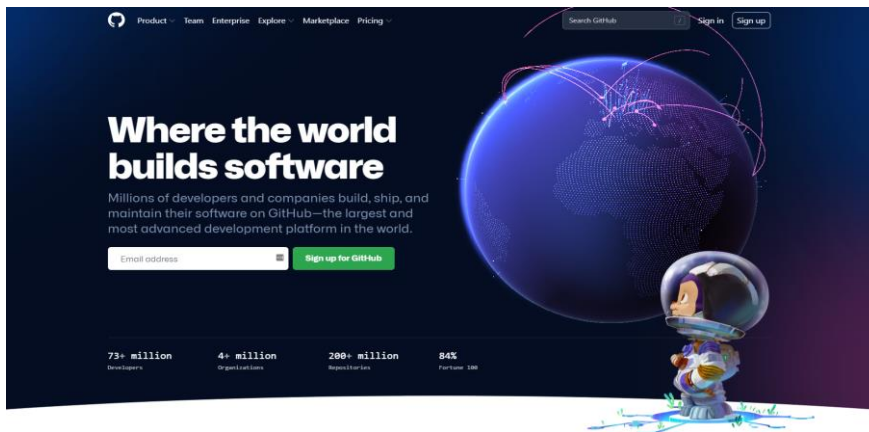 Product Team Enterprise Explore Marketplace Pricing Search GitHub / Sign in Sign up
Where the world
builds software
Millions of developers and companies build, ship, and
maintain their software on GitHub—the largest and
most advanced development platform in the world.
Email address Sign up for GitHub
73+ million 4+ million 200+ million 84%
Developers Organizations Repositories Fortune 100